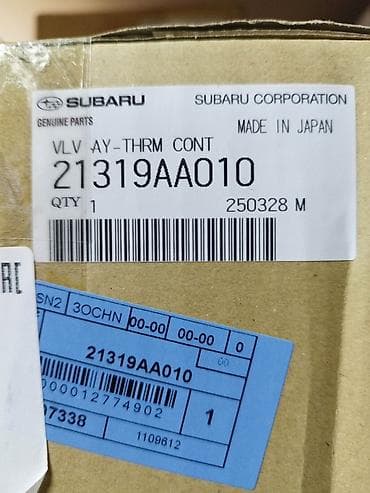 SUBARU SUBARU CORPORATION
GENUINE PARTS MADE IN JAPAN
VLV AY-THRM CONT
21319AA010
QTY 1 250328 M
SN2 3OCHN 00-00 00-00 0
00
21319AA010
000012774902
1
07338 1109612